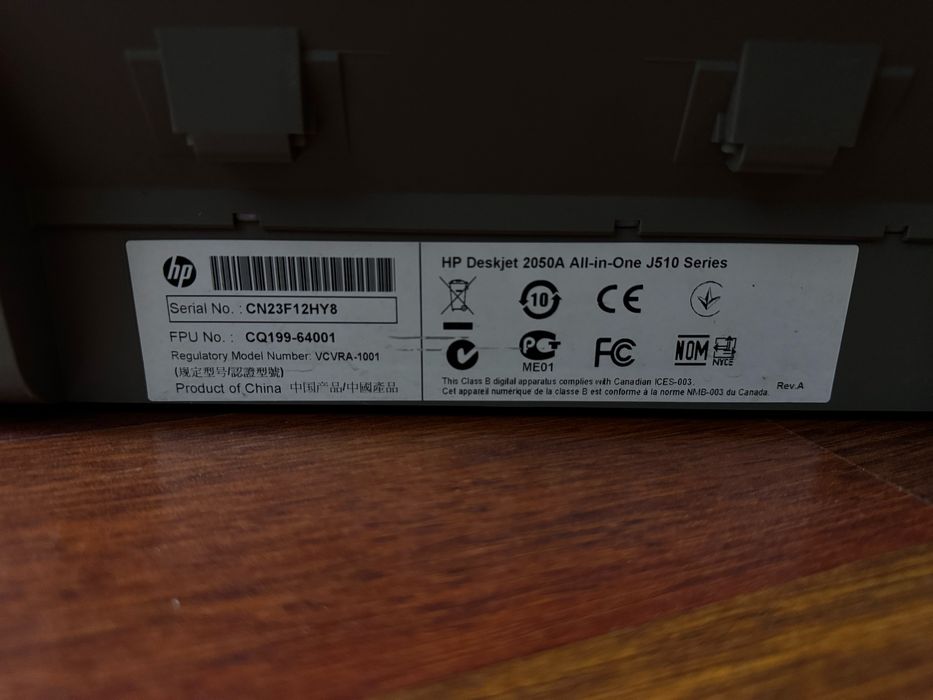 hp
Serial No. : CN23F12HY8
FPU No. : CQ199-64001
Regulatory Model Number: VCVRA-1001
(规定型号/認證型號)
Product of China 中国产品/中國產品
HP Deskjet 2050A All-in-One J510 Series
10 CE
PCT FC NOM NYCE
ME01
This Class B digital apparatus complies with Canadian ICES-003.
Cet appareil numérique de la classe B est conforme à la norme NMB-003 du Canada.
Rev.A